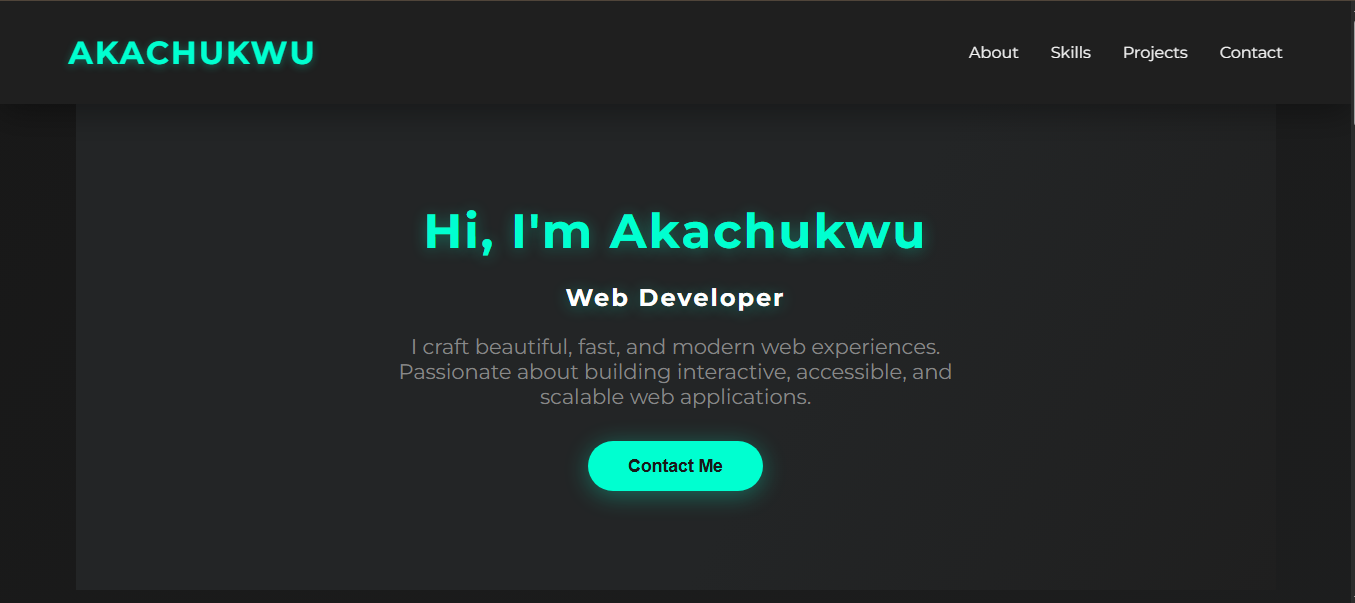 AKACHUKWU
About Skills Projects Contact
Hi, I'm Akachukwu
Web Developer
I craft beautiful, fast, and modern web experiences.
Passionate about building interactive, accessible, and
scalable web applications.
Contact Me